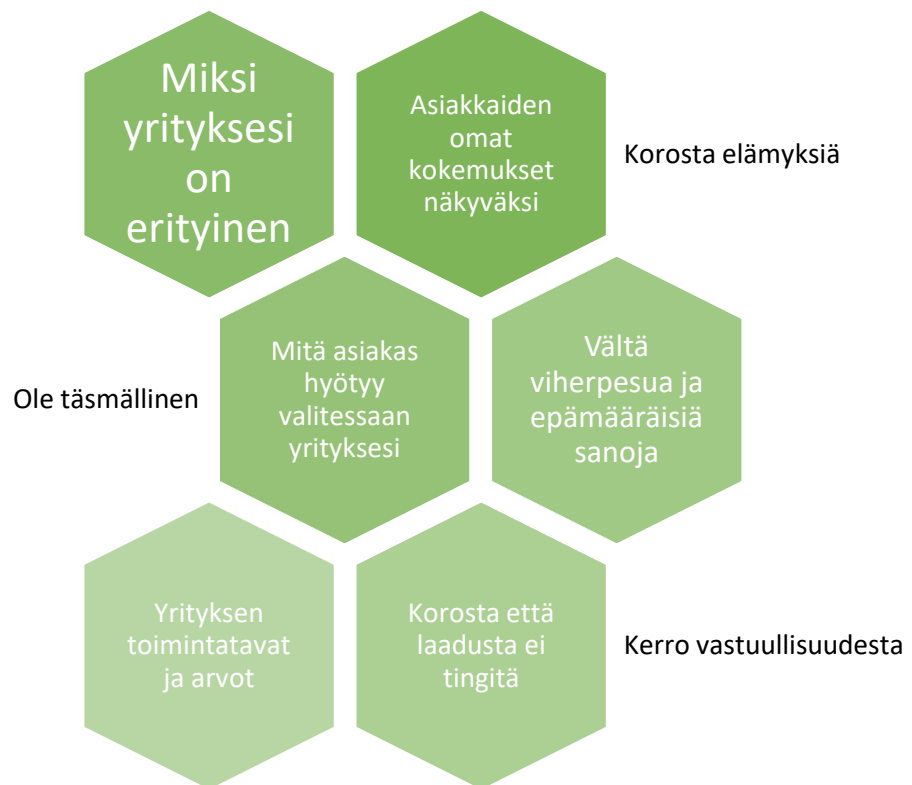 Miksi
yrityksesi
on
erityinen
Asiakkaiden
omat
kokemukset
näkyväksi
Korosta elämyksiä
Ole täsmällinen
Mitä asiakas
hyötyy
valitessaan
yrityksesi
Vältä
viherpesua ja
epämääräisiä
sanoja
Yrityksen
toimintatavat
ja arvot
Korosta että
laadusta ei
tingitä
Kerro vastuullisuudesta